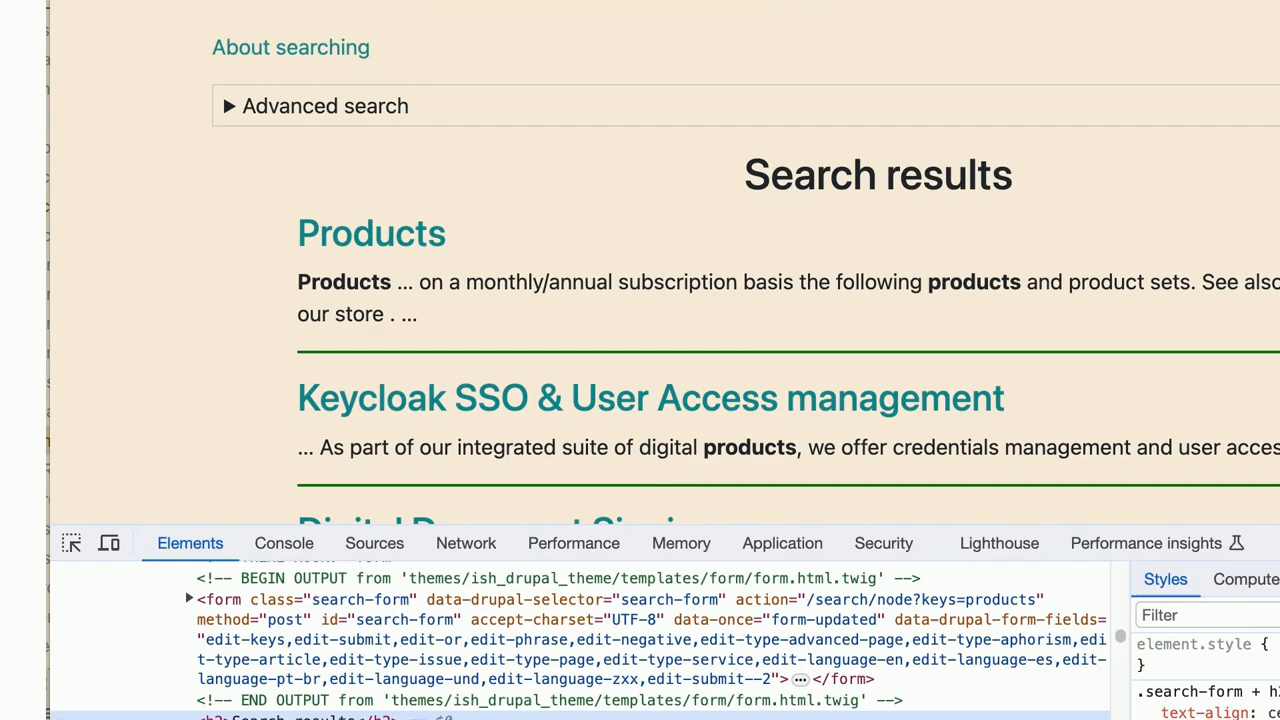 About searching
▶ Advanced search
Search results
Products
Products ... on a monthly/annual subscription basis the following products and product sets. See also
our store . ...
Keycloak SSO & User Access management
... As part of our integrated suite of digital products, we offer credentials management and user acces
Elements Console Sources Network Performance Memory Application Security Lighthouse Performance insights
<!-- BEGIN OUTPUT from 'themes/ish_drupal_theme/templates/form/form.html.twig' -->
▶<form class="search-form" data-drupal-selector="search-form" action="/search/node?keys=products"
method="post" id="search-form" accept-charset="UTF-8" data-once="form-updated" data-drupal-form-fields=
"edit-keys,edit-submit,edit-or,edit-phrase,edit-negative,edit-type-advanced-page,edit-type-aphorism,edi
t-type-article,edit-type-issue,edit-type-page,edit-type-service,edit-language-en,edit-language-es,edit-
language-pt-br,edit-language-und,edit-language-zxx,edit-submit--2">…</form>
<!-- END OUTPUT from 'themes/ish_drupal_theme/templates/form/form.html.twig' -->
<h2>Search results</h2> == $0
Styles Compute
Filter
element.style {
}
.search-form + h2
text-align: ce